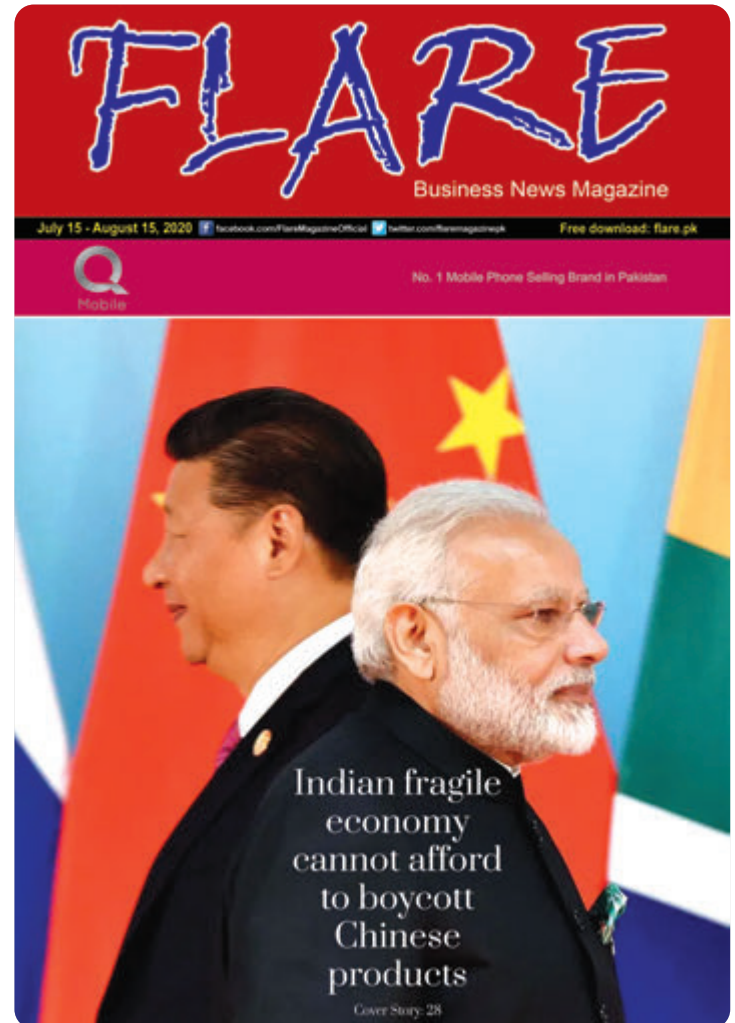 FLARE
Business News Magazine
July 15 - August 15, 2020 facebook.com/FlareMagazineOfficial twitter.com/flaremagazinepk Free download: flare.pk
Q
Mobile
No. 1 Mobile Phone Selling Brand in Pakistan
Indian fragile
economy
cannot afford
to boycott
Chinese
products
Cover Story: 28